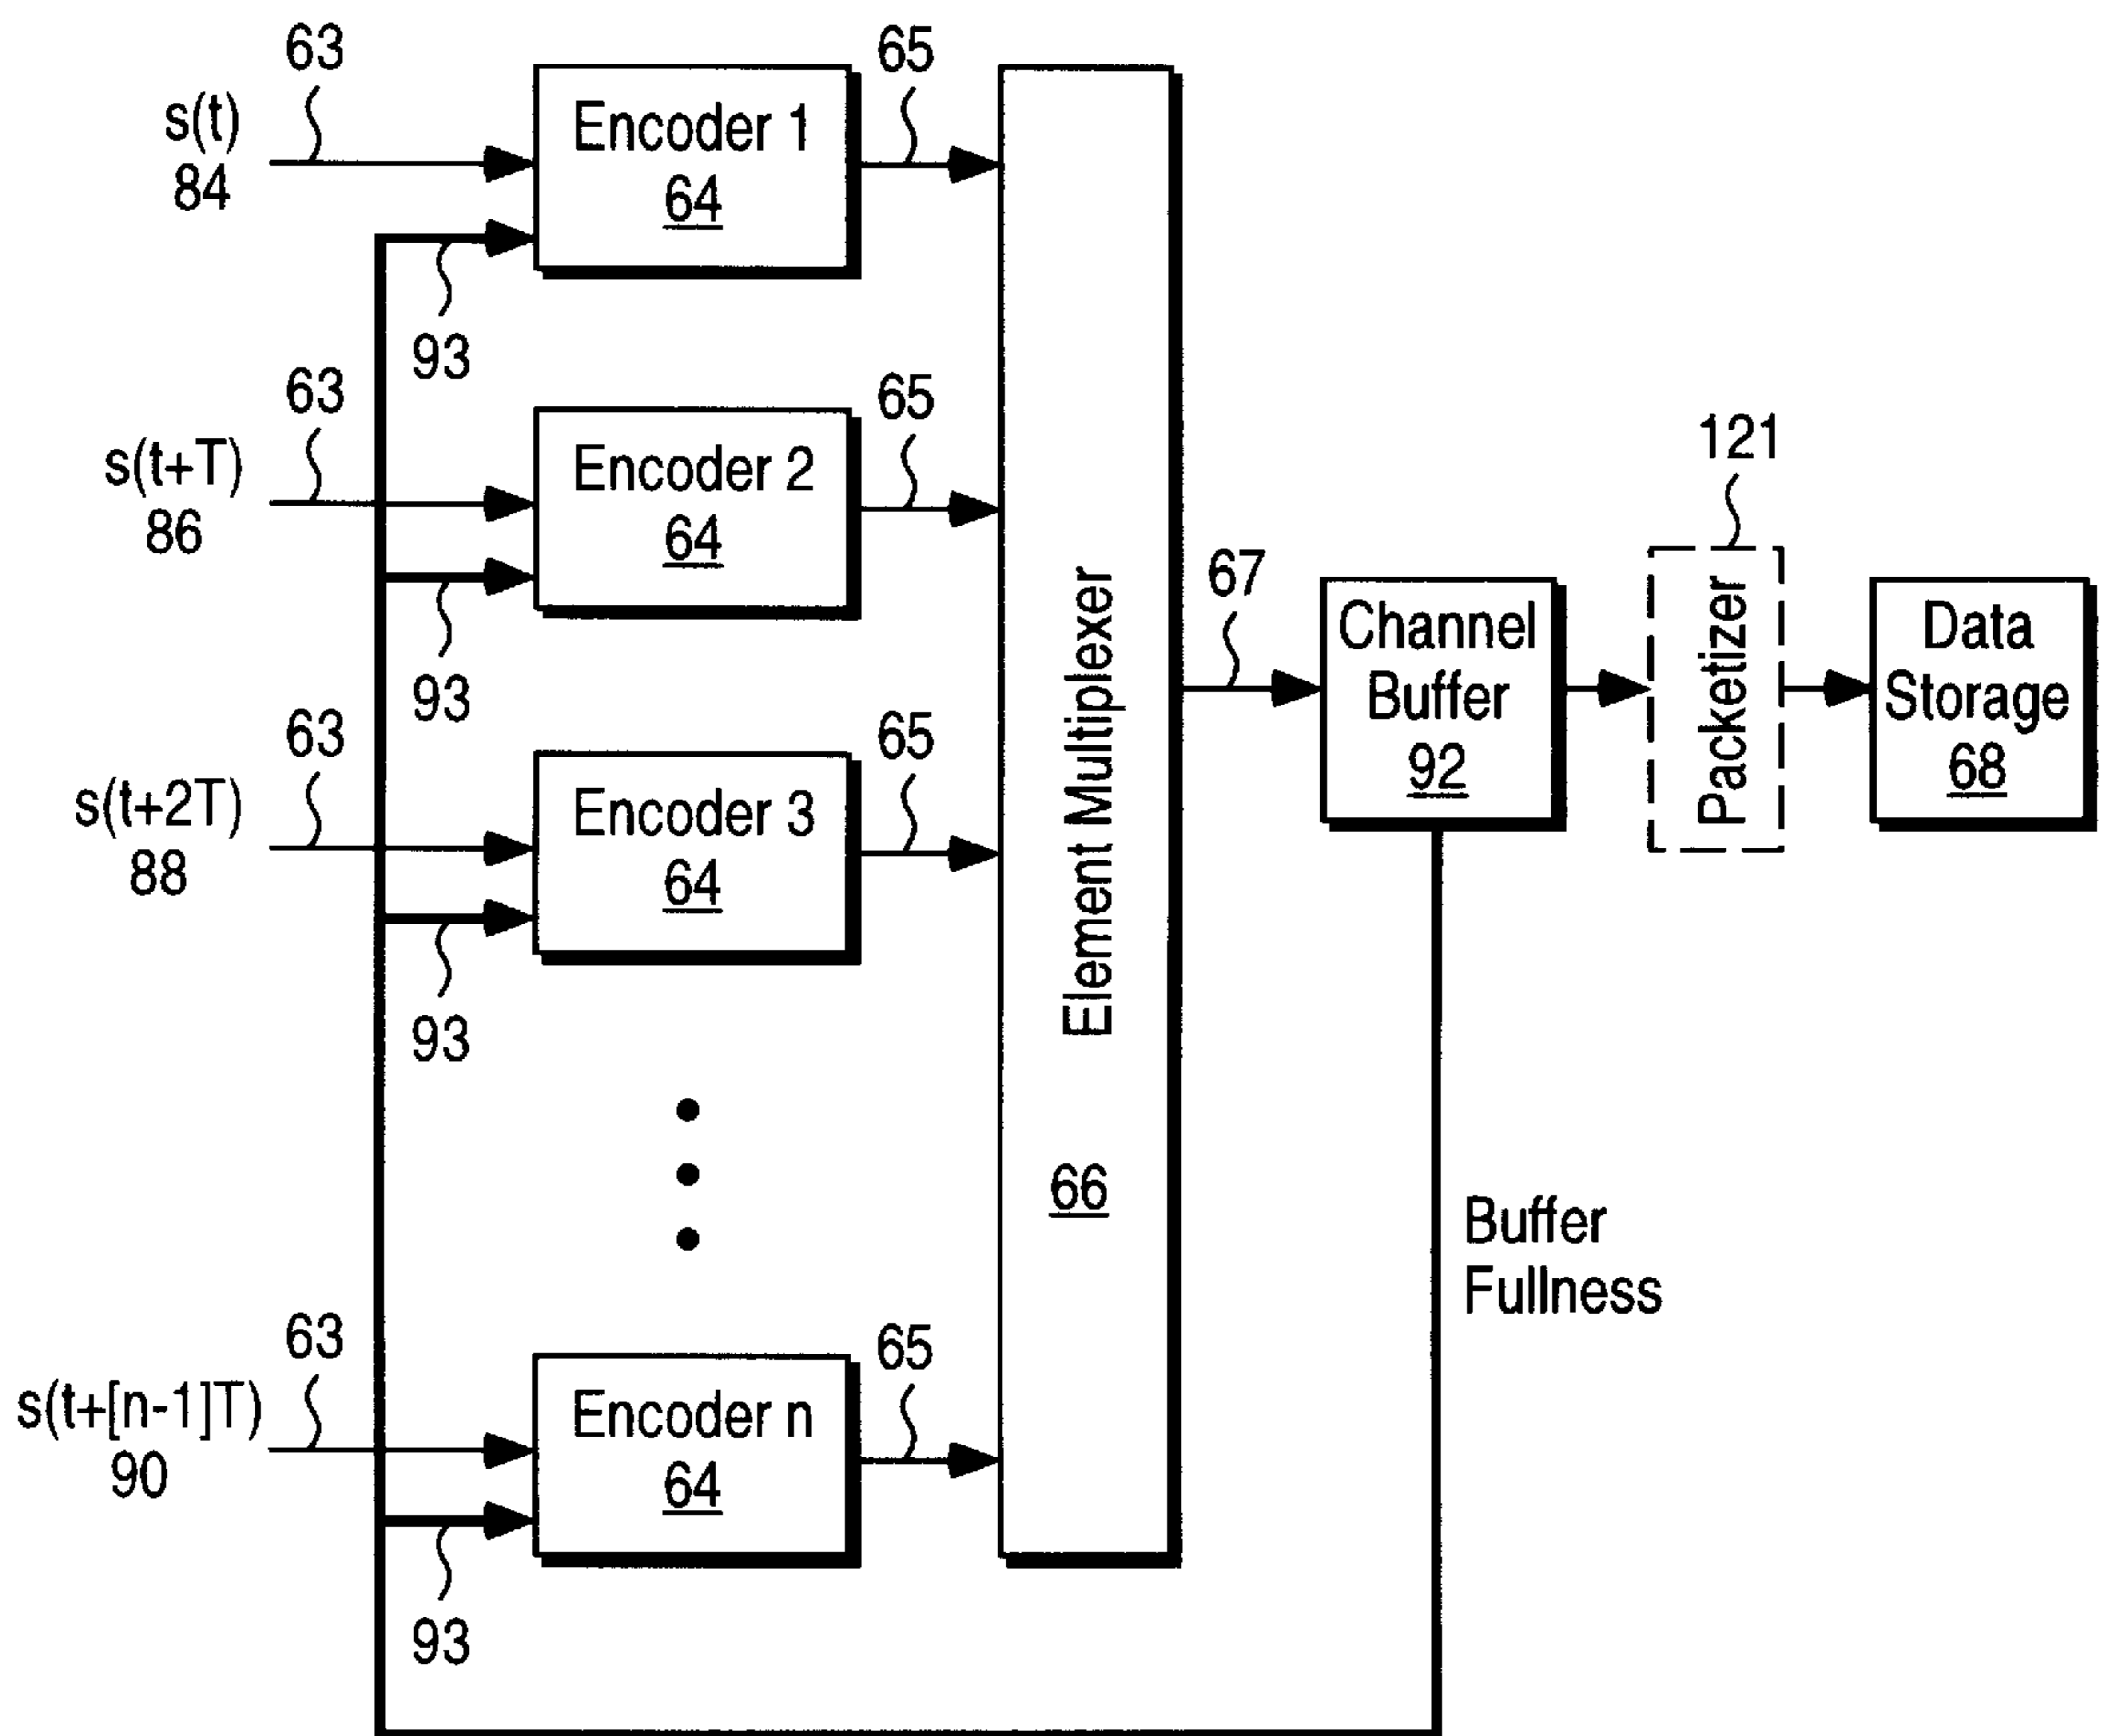 63
65
s(t)
84
Encoder 1
64
93
63
65
s(t+T)
86
Encoder 2
64
93
121
67
Channel
Buffer
92
Packetizer
Data
Storage
68
63
65
s(t+2T)
88
Encoder 3
64
93
Element Multiplexer
66
Buffer
Fullness
63
65
s(t+[n-1]T)
90
Encoder n
64
93